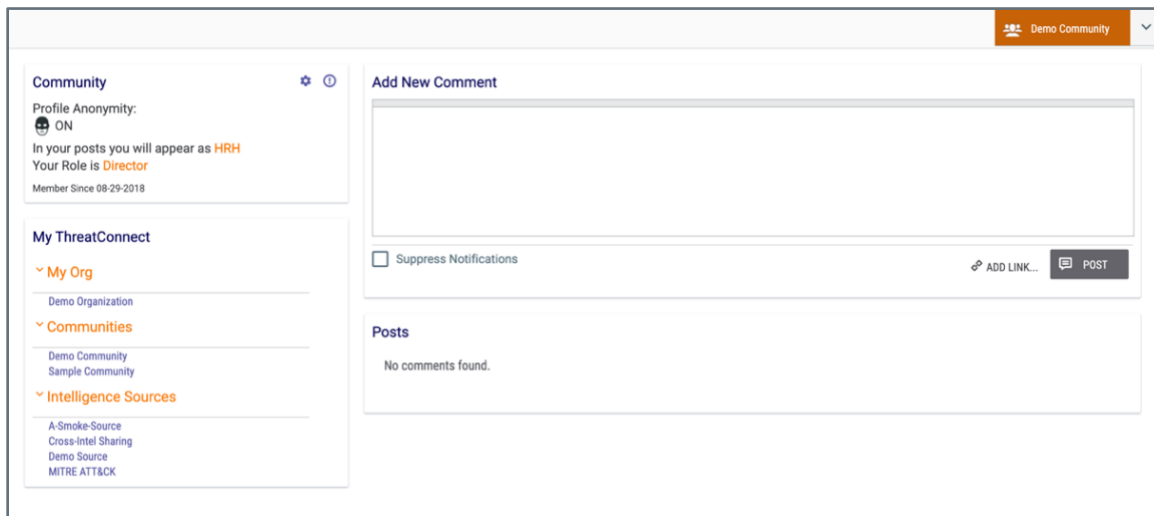 Demo Community
Community
Profile Anonymity:
ON
In your posts you will appear as HRH
Your Role is Director
Member Since 08-29-2018
My ThreatConnect
My Org
Demo Organization
Communities
Demo Community
Sample Community
Intelligence Sources
A-Smoke-Source
Cross-Intel Sharing
Demo Source
MITRE ATT&CK
Add New Comment
Suppress Notifications
ADD LINK...
POST
Posts
No comments found.